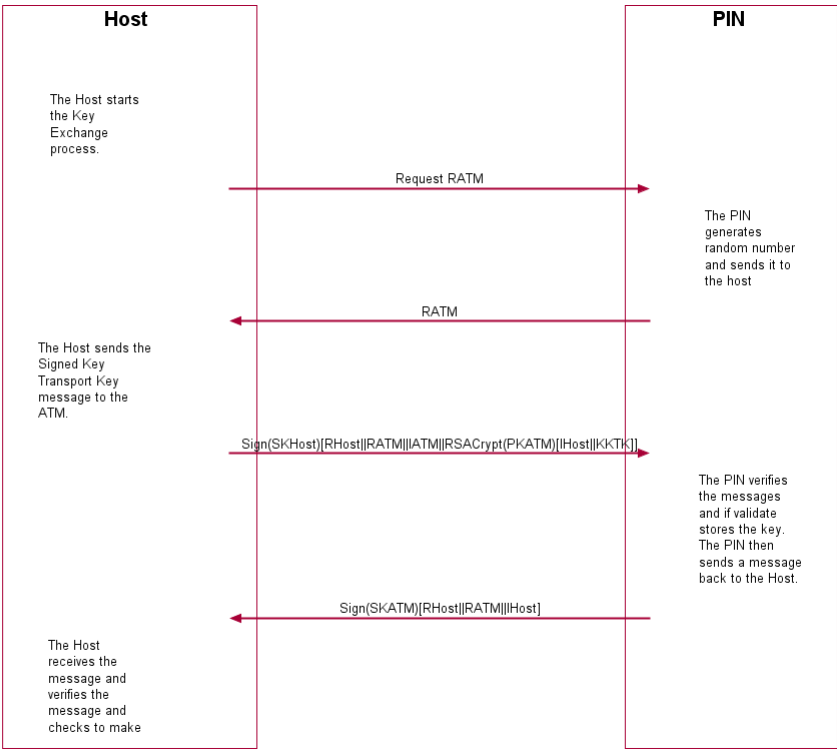 Host
PIN
The Host starts
the Key
Exchange
process.
Request RATM
The PIN
generates
random number
and sends it to
the host
RATM
The Host sends the
Signed Key
Transport Key
message to the
ATM.
Sign(SKHost)[RHost||RATM||IATM||RSACrypt(PKATM)[IHost||KKTK]]
The PIN verifies
the messages
and if validate
stores the key.
The PIN then
sends a message
back to the Host.
Sign(SKATM)[RHost||RATM||IHost]
The Host
receives the
message and
verifies the
message and
checks to make